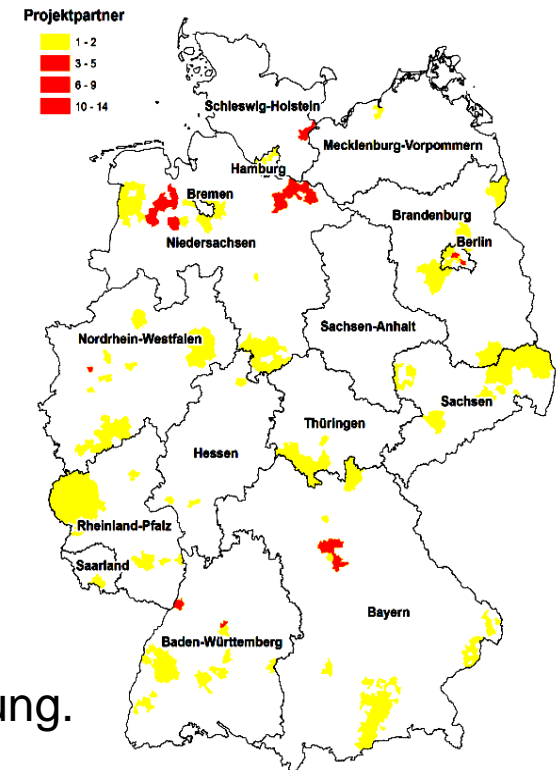 Projektpartner
1 - 2
3 - 5
6 - 9
10 - 14
Schleswig-Holstein
Mecklenburg-Vorpommern
Hamburg
Bremen
Niedersachsen
Brandenburg
Berlin
Sachsen-Anhalt
Nordrhein-Westfalen
Sachsen
Thüringen
Hessen
Rheinland-Pfalz
Saarland
Bayern
Baden-Württemberg
ung.